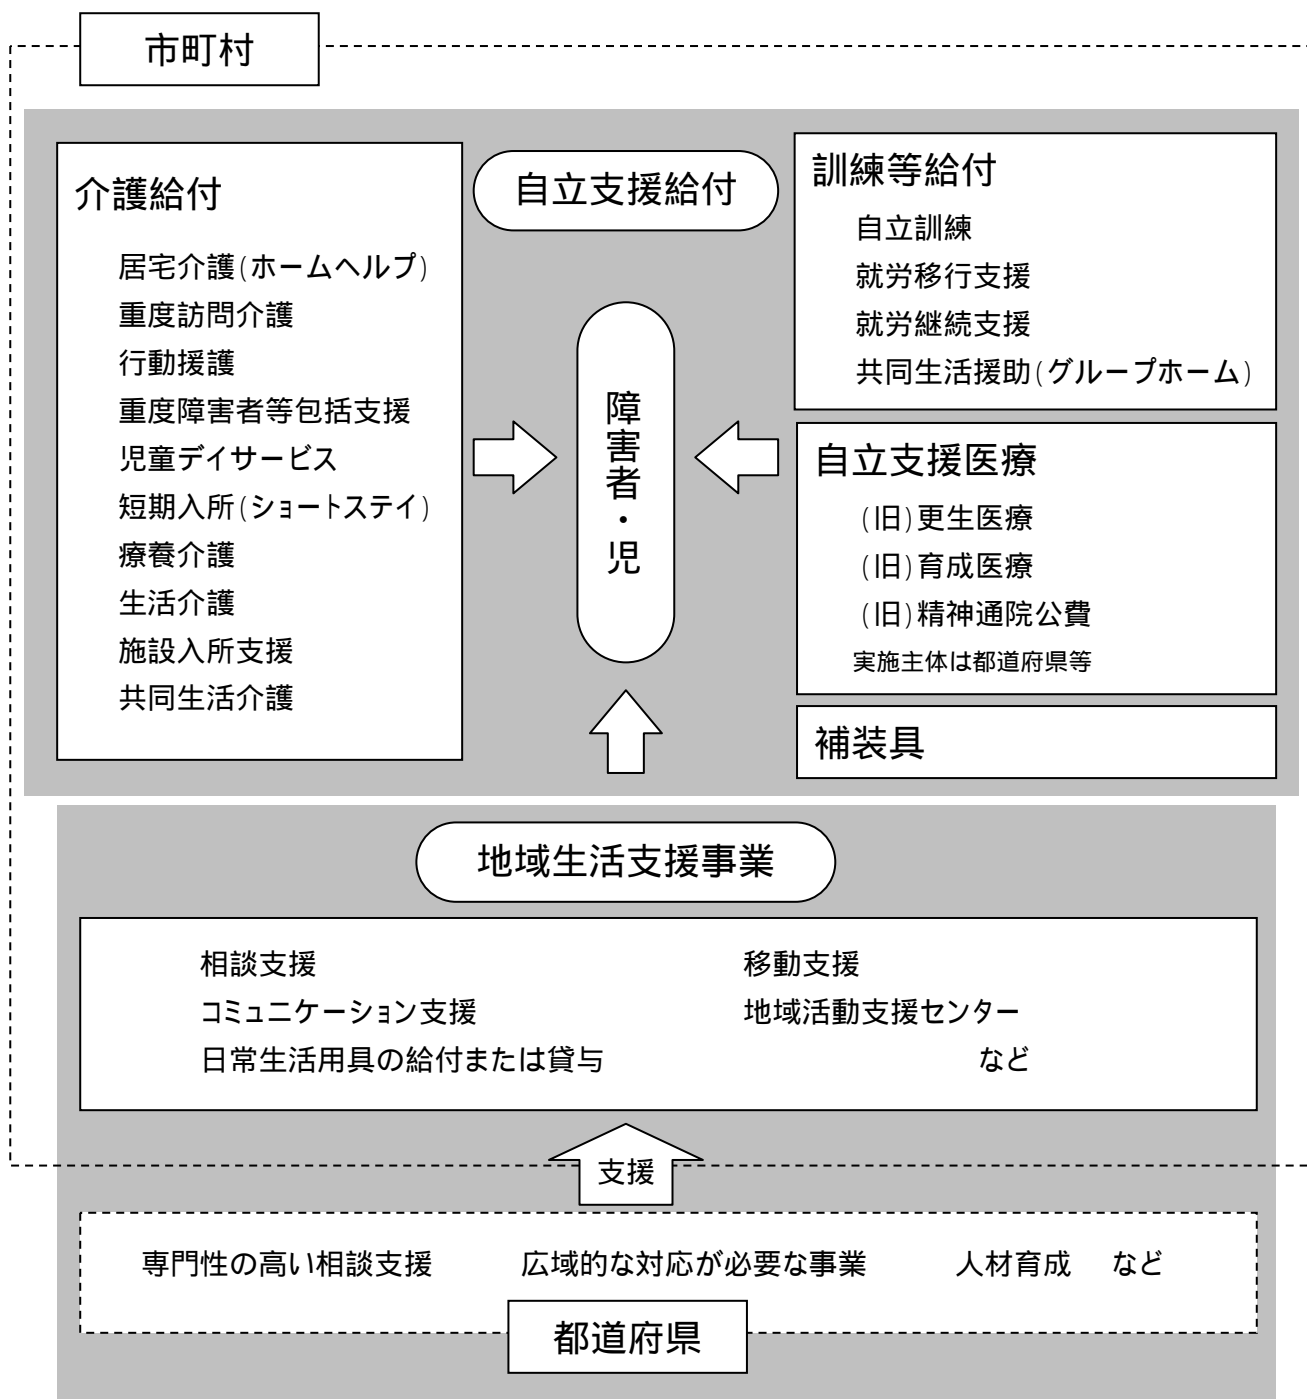 市町村
介護給付
居宅介護(ホームヘルプ)
重度訪問介護
行動援護
重度障害者等包括支援
児童デイサービス
短期入所(ショートステイ)
療養介護
生活介護
施設入所支援
共同生活介護
自立支援給付
障害者・児
訓練等給付
自立訓練
就労移行支援
就労継続支援
共同生活援助(グループホーム)
自立支援医療
(旧)更生医療
(旧)育成医療
(旧)精神通院公費
実施主体は都道府県等
補装具
地域生活支援事業
相談支援 移動支援
コミュニケーション支援 地域活動支援センター
日常生活用具の給付または貸与 など
支援
専門性の高い相談支援 広域的な対応が必要な事業 人材育成 など
都道府県